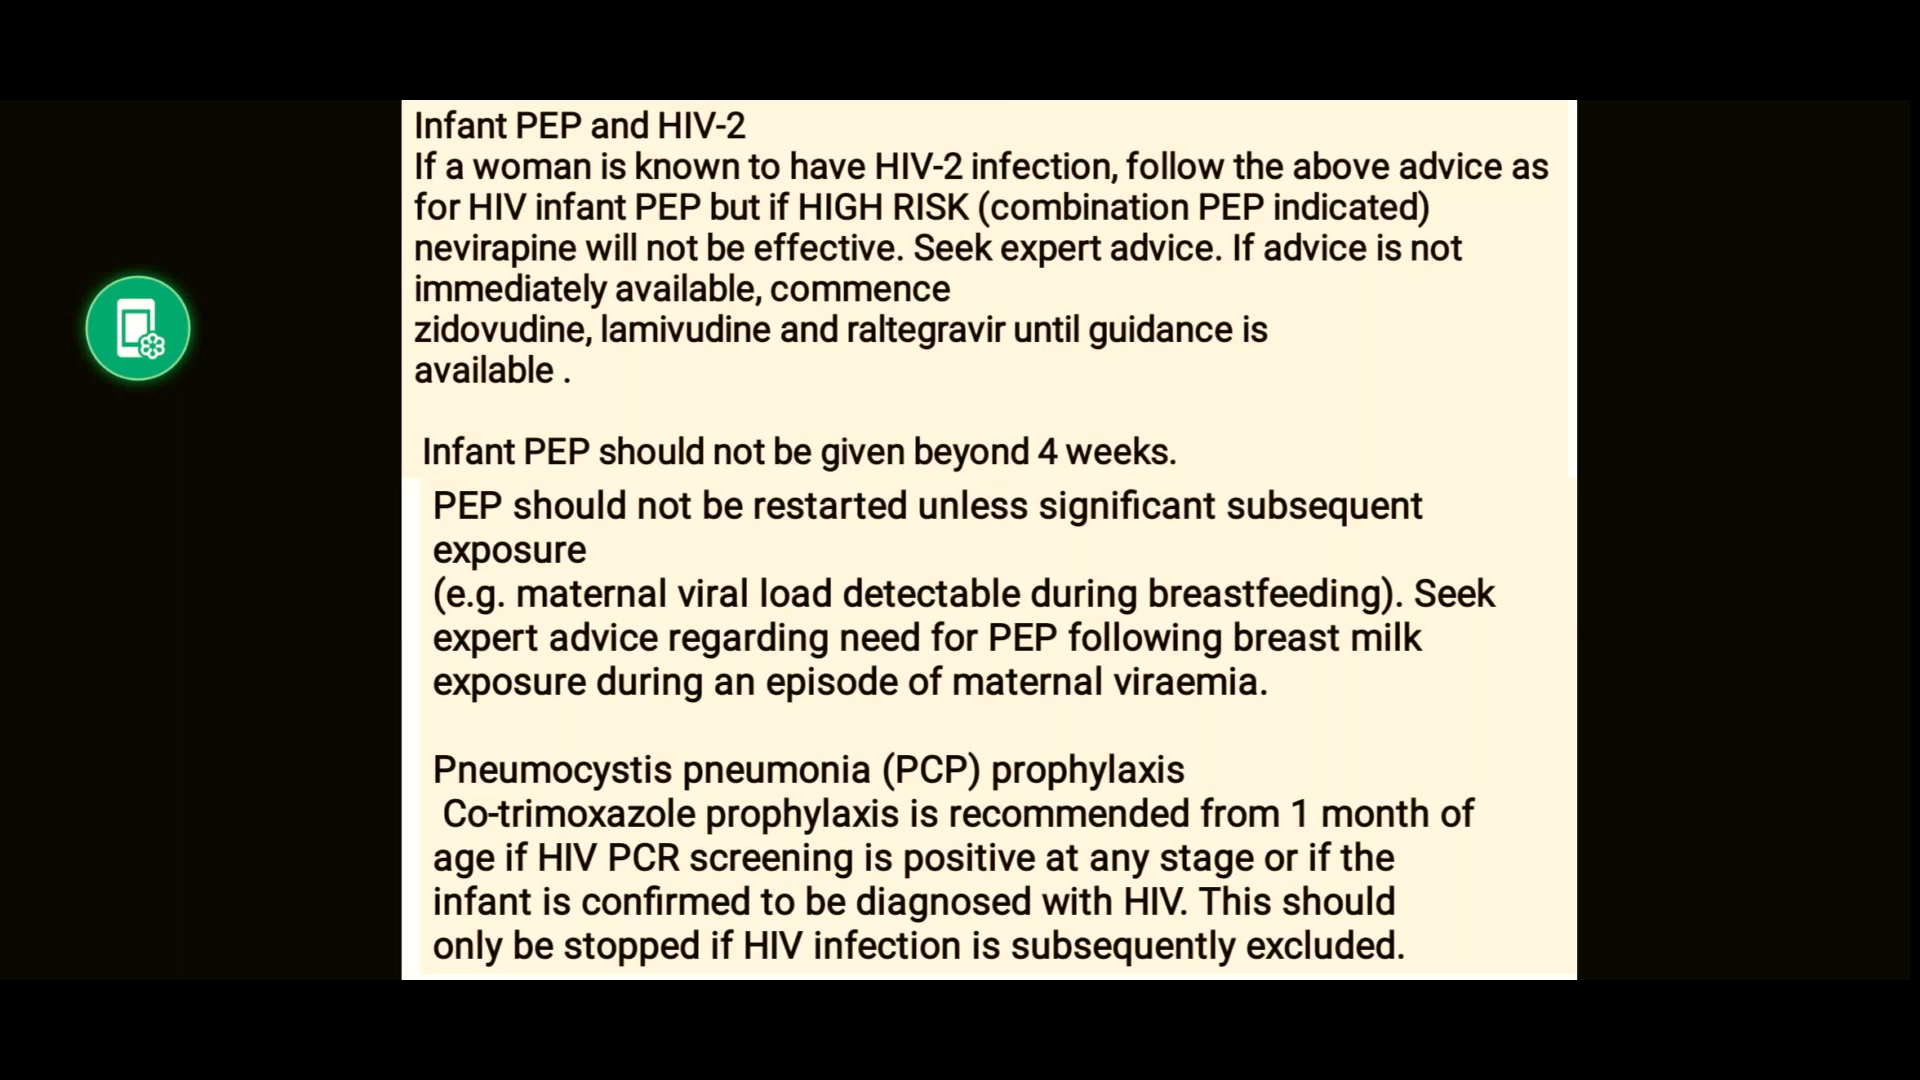 Infant PEP and HIV-2
If a woman is known to have HIV-2 infection, follow the above advice as
for HIV infant PEP but if HIGH RISK (combination PEP indicated)
nevirapine will not be effective. Seek expert advice. If advice is not
immediately available, commence
zidovudine, lamivudine and raltegravir until guidance is
available .
Infant PEP should not be given beyond 4 weeks.
PEP should not be restarted unless significant subsequent
exposure
(e.g. maternal viral load detectable during breastfeeding). Seek
expert advice regarding need for PEP following breast milk
exposure during an episode of maternal viraemia.
Pneumocystis pneumonia (PCP) prophylaxis
Co-trimoxazole prophylaxis is recommended from 1 month of
age if HIV PCR screening is positive at any stage or if the
infant is confirmed to be diagnosed with HIV. This should
only be stopped if HIV infection is subsequently excluded.